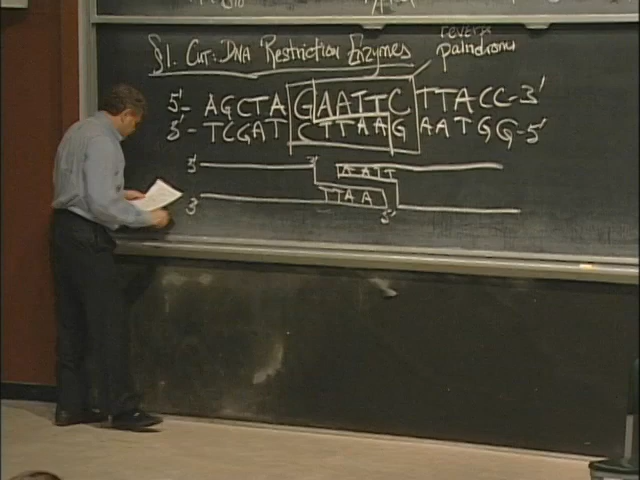 §1. CUT: DNA Restriction Enzymes
reverse
palindrome
5'- AGCTA GAATTC TTACC-3'
3'- TCGAT CTTAAG AATGG-5'
5' 3' AATT
3' TTAA 5'